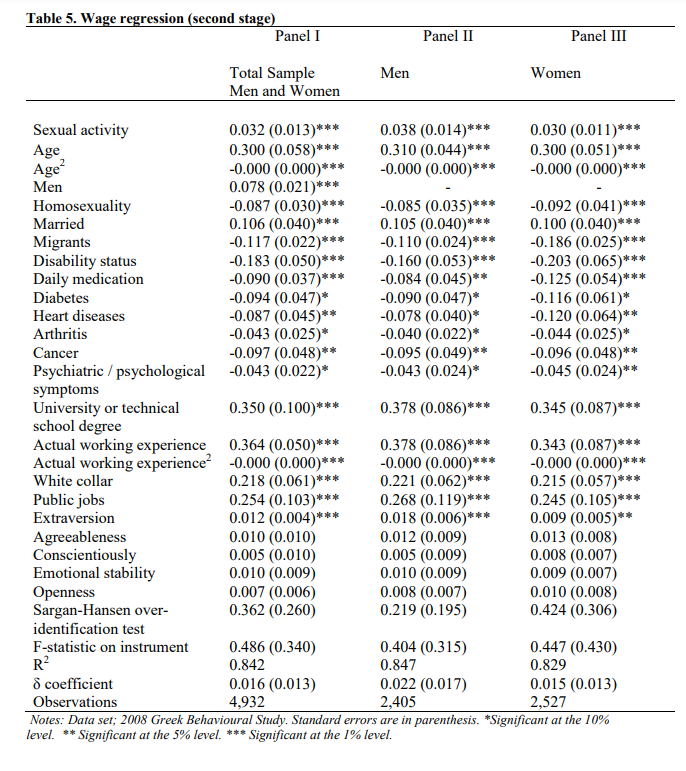 Table 5. Wage regression (second stage)
Panel I Panel II Panel III
Total Sample Men Women
Men and Women
Sexual activity 0.032 (0.013)*** 0.038 (0.014)*** 0.030 (0.011)***
Age 0.300 (0.058)*** 0.310 (0.044)*** 0.300 (0.051)***
Age² -0.000 (0.000)*** -0.000 (0.000)*** -0.000 (0.000)***
Men 0.078 (0.021)*** - -
Homosexuality -0.087 (0.030)*** -0.085 (0.035)*** -0.092 (0.041)***
Married 0.106 (0.040)*** 0.105 (0.040)*** 0.100 (0.040)***
Migrants -0.117 (0.022)*** -0.110 (0.024)*** -0.186 (0.025)***
Disability status -0.183 (0.050)*** -0.160 (0.053)*** -0.203 (0.065)***
Daily medication -0.090 (0.037)*** -0.084 (0.045)** -0.125 (0.054)***
Diabetes -0.094 (0.047)* -0.090 (0.047)* -0.116 (0.061)*
Heart diseases -0.087 (0.045)** -0.078 (0.040)* -0.120 (0.064)**
Arthritis -0.043 (0.025)* -0.040 (0.022)* -0.044 (0.025)*
Cancer -0.097 (0.048)** -0.095 (0.049)** -0.096 (0.048)**
Psychiatric / psychological -0.043 (0.022)* -0.043 (0.024)* -0.045 (0.024)**
symptoms
University or technical 0.350 (0.100)*** 0.378 (0.086)*** 0.345 (0.087)***
school degree
Actual working experience 0.364 (0.050)*** 0.378 (0.086)*** 0.343 (0.087)***
Actual working experience² -0.000 (0.000)*** -0.000 (0.000)*** -0.000 (0.000)***
White collar 0.218 (0.061)*** 0.221 (0.062)*** 0.215 (0.057)***
Public jobs 0.254 (0.103)*** 0.268 (0.119)*** 0.245 (0.105)***
Extraversion 0.012 (0.004)*** 0.018 (0.006)*** 0.009 (0.005)**
Agreeableness 0.010 (0.010) 0.012 (0.009) 0.013 (0.008)
Conscientiously 0.005 (0.010) 0.005 (0.009) 0.008 (0.007)
Emotional stability 0.010 (0.009) 0.010 (0.009) 0.009 (0.007)
Openness 0.007 (0.006) 0.008 (0.007) 0.010 (0.008)
Sargan-Hansen over- 0.362 (0.260) 0.219 (0.195) 0.424 (0.306)
identification test
F-statistic on instrument 0.486 (0.340) 0.404 (0.315) 0.447 (0.430)
R² 0.842 0.847 0.829
δ coefficient 0.016 (0.013) 0.022 (0.017) 0.015 (0.013)
Observations 4,932 2,405 2,527
Notes: Data set; 2008 Greek Behavioural Study. Standard errors are in parenthesis. *Significant at the 10%
level. ** Significant at the 5% level. *** Significant at the 1% level.